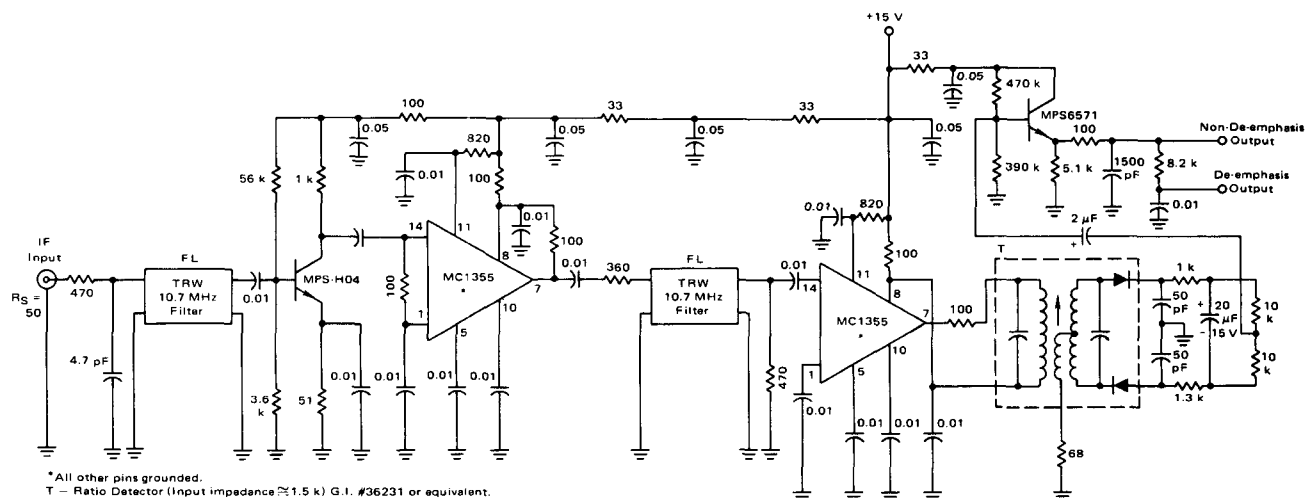 +15 V
33
0.05
470 k
MPS6571
100
Non-De-emphasis
Output
390 k
5.1 k
1500
pF
8.2 k
De-emphasis
Output
0.01
2 μF
+
100
33
33
0.05
0.05
0.05
0.05
820
0.01
100
0.01
100
56 k
1 k
14
11
8
MC1355
*
7
1
5
10
100
0.01
IF
Input
RS =
50
470
4.7 pF
FL
TRW
10.7 MHz
Filter
0.01
MPS-H04
3.6
k
51
0.01
0.01
0.01
0.01
360
FL
TRW
10.7 MHz
Filter
470
0.01
14
820
11
100
8
MC1355
*
7
1
5
10
0.01
0.01
0.01
0.01
100
T
68
1 k
50
pF
50
pF
+
20
μF
- 15 V
10
k
10
k
1.3 k
*All other pins grounded.
T – Ratio Detector (Input impedance ≅ 1.5 k) G.I. #36231 or equivalent.